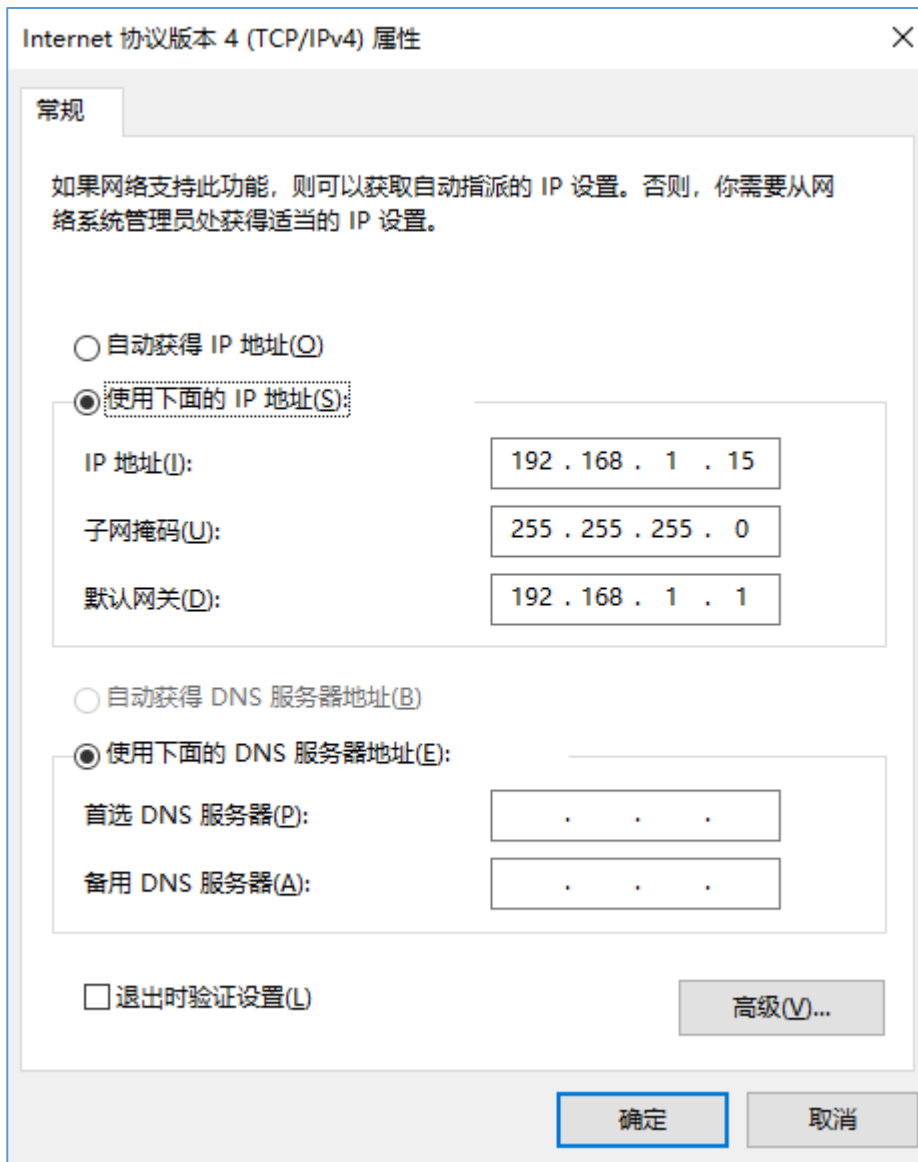 Internet 协议版本 4 (TCP/IPv4) 属性
常规
如果网络支持此功能，则可以获取自动指派的 IP 设置。否则，你需要从网
络系统管理员处获得适当的 IP 设置。
自动获得 IP 地址(O)
使用下面的 IP 地址(S):
IP 地址(I): 192 . 168 . 1 . 15
子网掩码(U): 255 . 255 . 255 . 0
默认网关(D): 192 . 168 . 1 . 1
自动获得 DNS 服务器地址(B)
使用下面的 DNS 服务器地址(E):
首选 DNS 服务器(P): . . .
备用 DNS 服务器(A): . . .
退出时验证设置(L)
高级(V)...
确定 取消